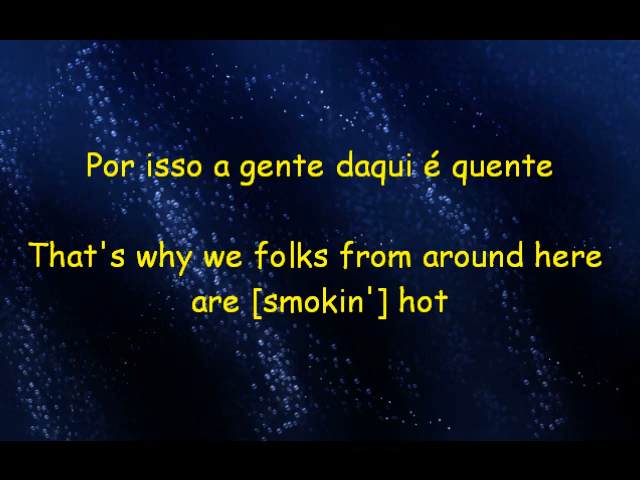 Por isso a gente daqui é quente
That's why we folks from around here
are [smokin'] hot